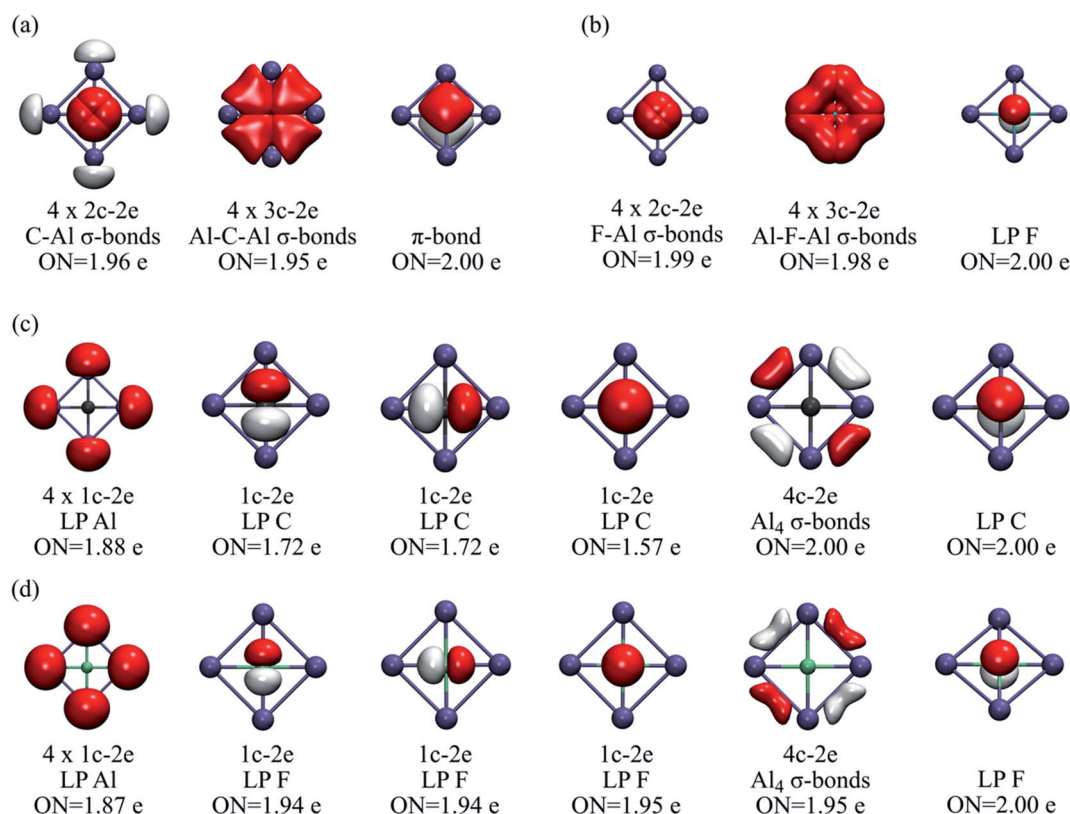 (a)
(b)
4 x 2c-2e
C-Al σ-bonds
ON=1.96 e
4 x 3c-2e
Al-C-Al σ-bonds
ON=1.95 e
π-bond
ON=2.00 e
4 x 2c-2e
F-Al σ-bonds
ON=1.99 e
4 x 3c-2e
Al-F-Al σ-bonds
ON=1.98 e
LP F
ON=2.00 e
(c)
4 x 1c-2e
LP Al
ON=1.88 e
1c-2e
LP C
ON=1.72 e
1c-2e
LP C
ON=1.72 e
1c-2e
LP C
ON=1.57 e
4c-2e
Al₄ σ-bonds
ON=2.00 e
LP C
ON=2.00 e
(d)
4 x 1c-2e
LP Al
ON=1.87 e
1c-2e
LP F
ON=1.94 e
1c-2e
LP F
ON=1.94 e
1c-2e
LP F
ON=1.95 e
4c-2e
Al₄ σ-bonds
ON=1.95 e
LP F
ON=2.00 e